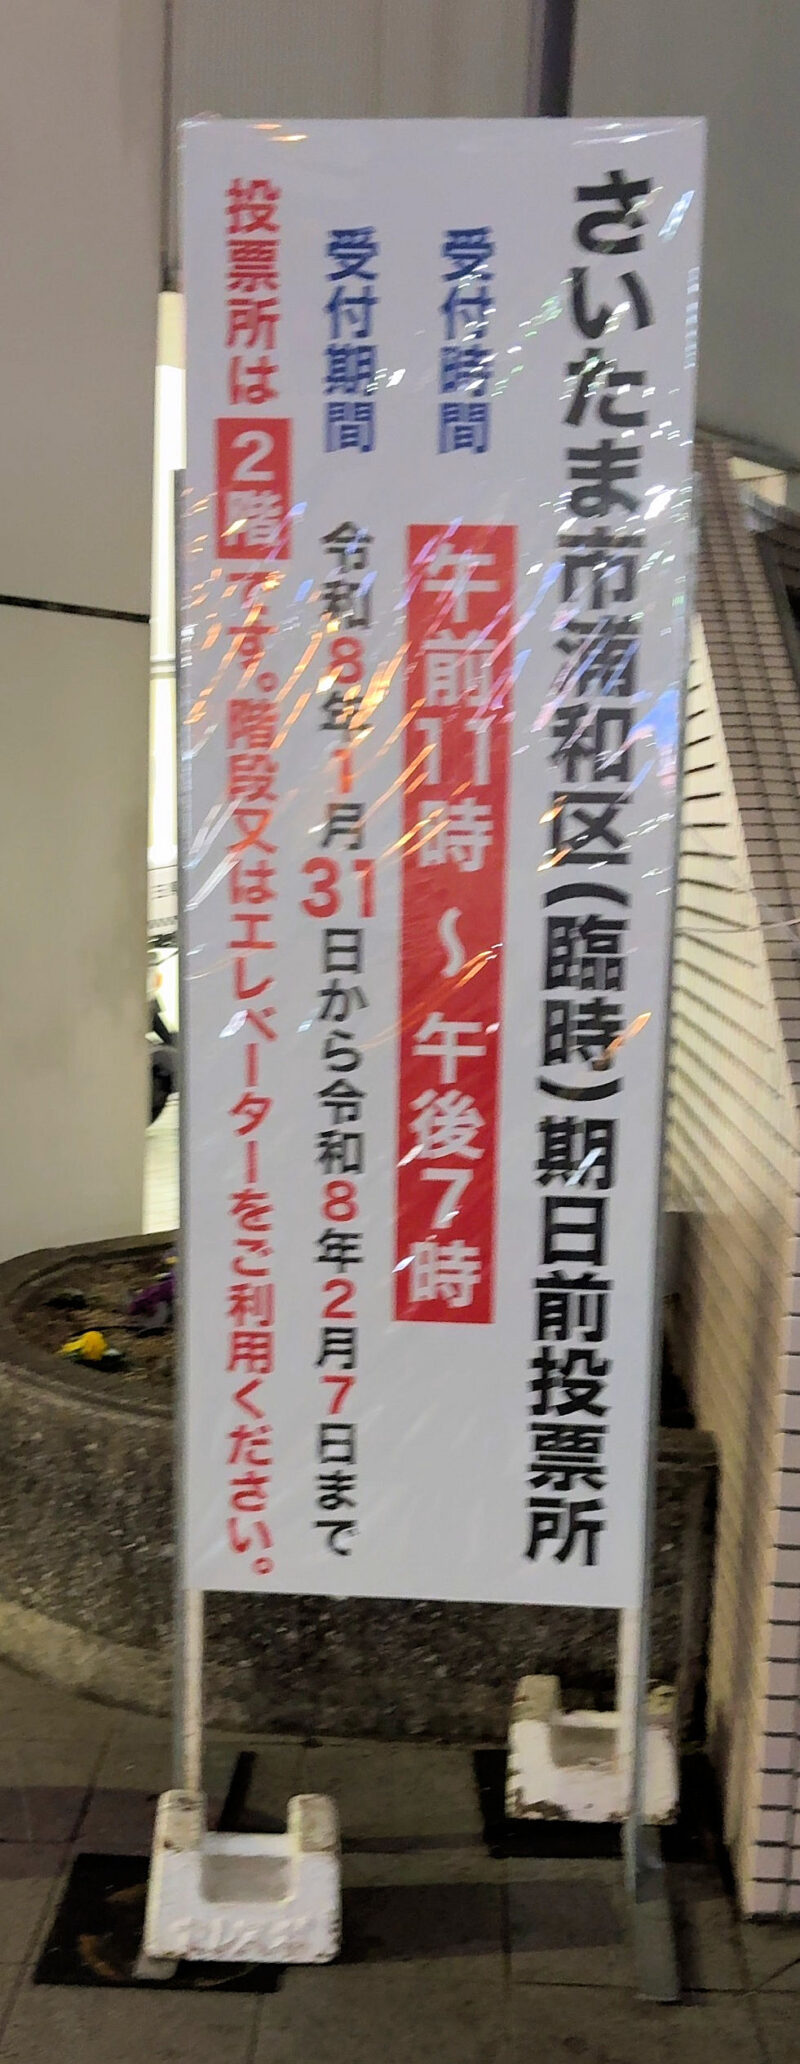 さいたま市浦和区(臨時)期日前投票所
受付時間 午前11時 ～ 午後7時
受付期間 令和8年1月31日から令和8年2月7日まで
投票所は2階です。階段又はエレベーターをご利用ください。